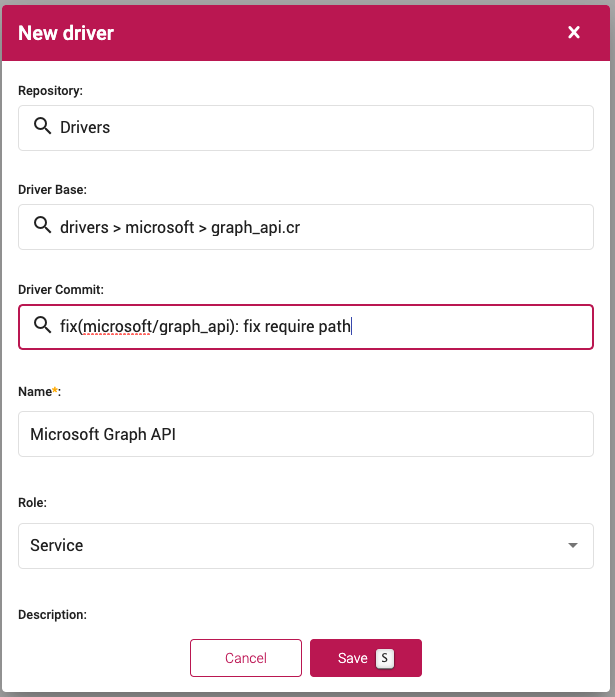 New driver
Repository:
Drivers
Driver Base:
drivers > microsoft > graph_api.cr
Driver Commit:
fix(microsoft/graph_api): fix require path
Name*:
Microsoft Graph API
Role:
Service
Description:
Cancel
Save S